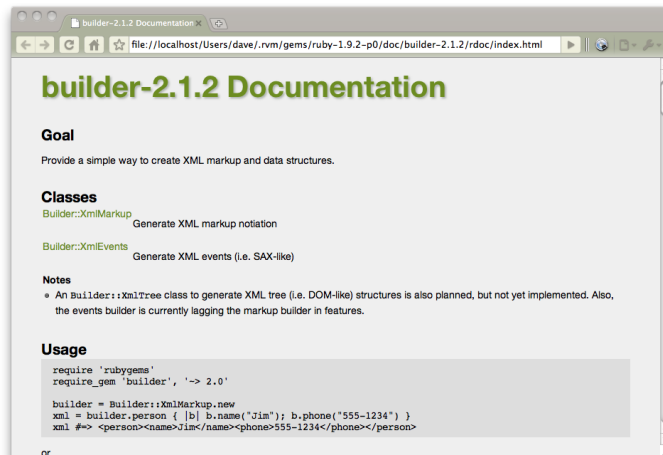 builder-2.1.2 Documentation
file://localhost/Users/dave/.rvm/gems/ruby-1.9.2-p0/doc/builder-2.1.2/rdoc/index.html
builder-2.1.2 Documentation
Goal
Provide a simple way to create XML markup and data structures.
Classes
Builder::XmlMarkup
Generate XML markup notiation
Builder::XmlEvents
Generate XML events (i.e. SAX-like)
Notes
• An Builder::XmlTree class to generate XML tree (i.e. DOM-like) structures is also planned, but not yet implemented. Also,
the events builder is currently lagging the markup builder in features.
Usage
require 'rubygems'
require_gem 'builder', '~> 2.0'
builder = Builder::XmlMarkup.new
xml = builder.person { |b| b.name("Jim"); b.phone("555-1234") }
xml #=> <person><name>Jim</name><phone>555-1234</phone></person>
or